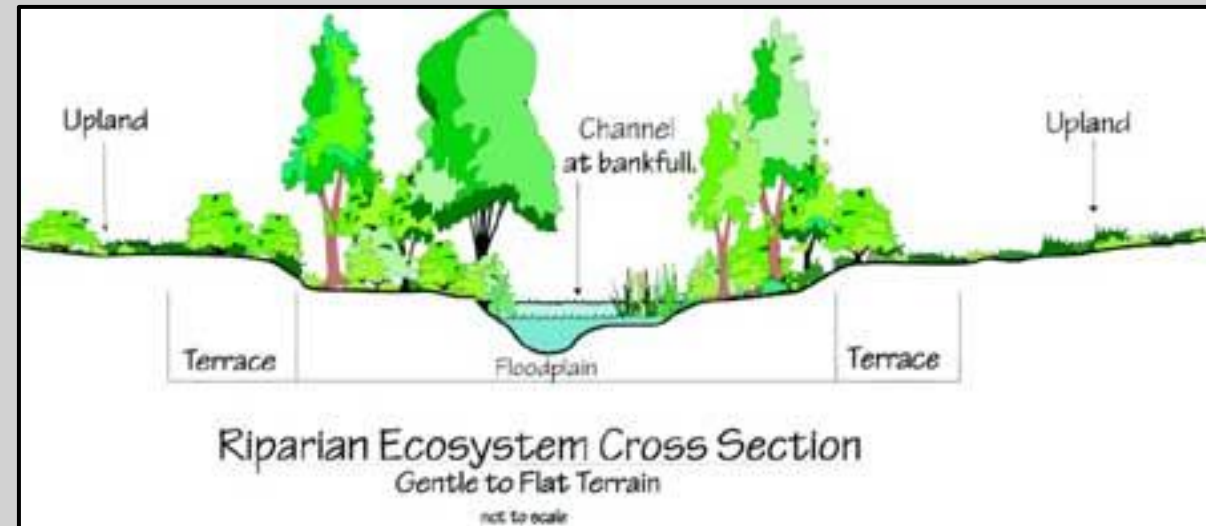 Upland
Channel
at bankfull.
Upland
Terrace
Floodplain
Terrace
Riparian Ecosystem Cross Section
Gentle to Flat Terrain
not to scale